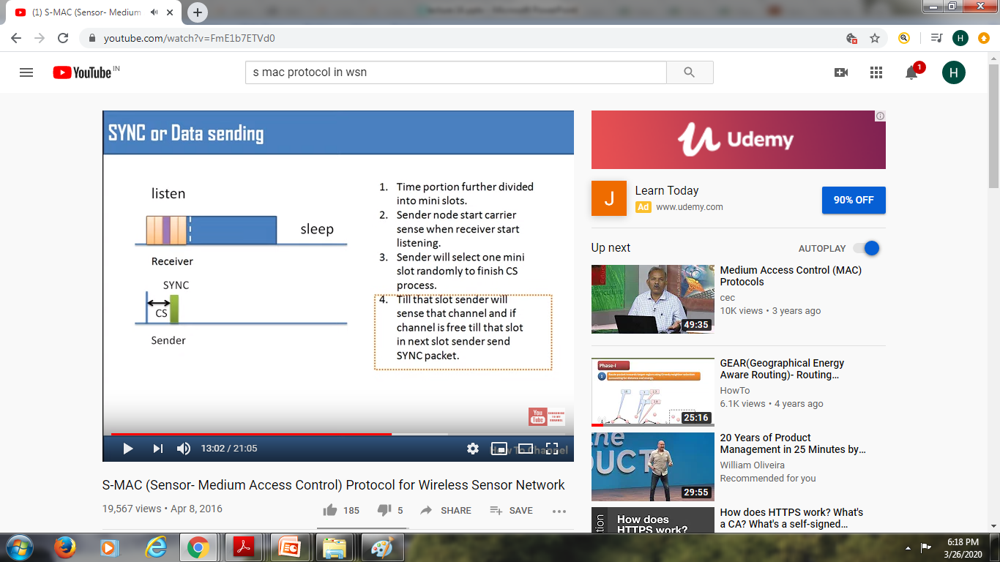 (1) S-MAC (Sensor- Medium
youtube.com/watch?v=FmE1b7ETVd0
H
YouTube IN
s mac protocol in wsn
1
H
SYNC or Data sending
listen
sleep
Receiver
SYNC
CS
Sender
1. Time portion further divided
into mini slots.
2. Sender node start carrier
sense when receiver start
listening.
3. Sender will select one mini
slot randomly to finish CS
process.
4. Till that slot sender will
sense that channel and if
channel is free till that slot
in next slot sender send
SYNC packet.
You
Tube
13:02 / 21:05
HowTo Channel
S-MAC (Sensor- Medium Access Control) Protocol for Wireless Sensor Network
19,567 views • Apr 8, 2016
185
5
SHARE
SAVE
Udemy
J
Learn Today
Ad www.udemy.com
90% OFF
Up next
AUTOPLAY
49:35
Medium Access Control (MAC)
Protocols
cec
10K views • 3 years ago
Phase-I
1
25:16
GEAR(Geographical Energy
Aware Routing)- Routing...
HowTo
6.1K views • 4 years ago
the
DUCT
29:55
20 Years of Product
Management in 25 Minutes by...
William Oliveira
Recommended for you
How does
HTTPS work?
How does HTTPS work? What's
a CA? What's a self-signed...
6:18 PM
3/26/2020